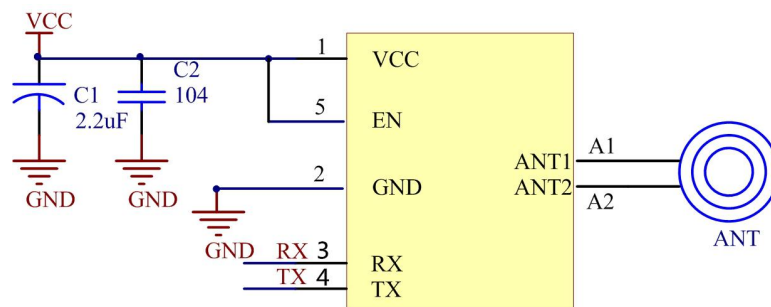 VCC
1
VCC
C1
2.2uF
C2
104
5
EN
GND
GND
2
GND
GND
ANT1
A1
ANT2
A2
ANT
RX
3
RX
TX
4
TX